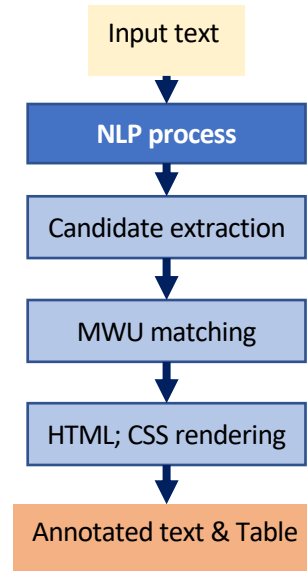 Input text
NLP process
Candidate extraction
MWU matching
HTML; CSS rendering
Annotated text & Table